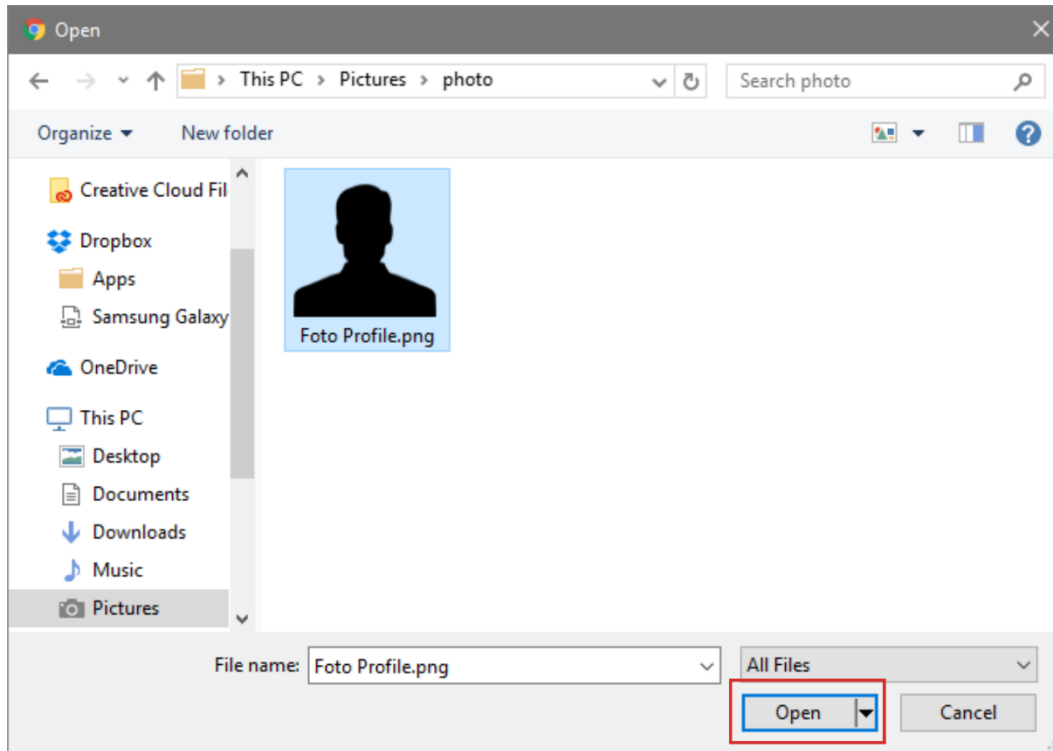 Open
This PC > Pictures > photo
Search photo
Organize
New folder
Creative Cloud Fil
Dropbox
Apps
Samsung Galaxy
OneDrive
This PC
Desktop
Documents
Downloads
Music
Pictures
Foto Profile.png
File name: Foto Profile.png
All Files
Open
Cancel